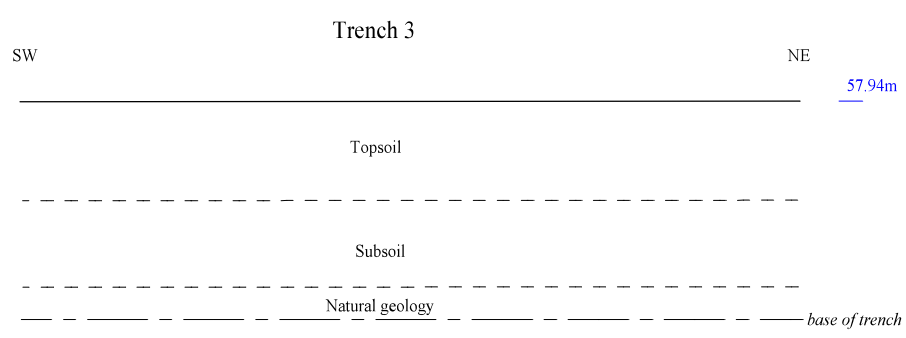 Trench 3
SW
NE
57.94m
Topsoil
Subsoil
Natural geology
base of trench